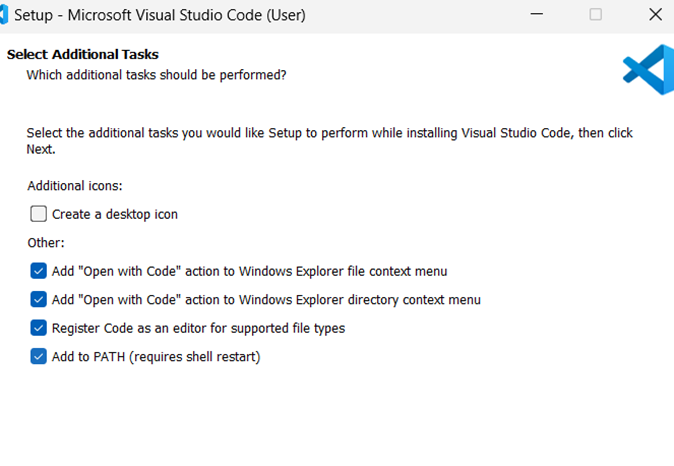 Setup - Microsoft Visual Studio Code (User)
Select Additional Tasks
Which additional tasks should be performed?
Select the additional tasks you would like Setup to perform while installing Visual Studio Code, then click
Next.
Additional icons:
Create a desktop icon
Other:
Add "Open with Code" action to Windows Explorer file context menu
Add "Open with Code" action to Windows Explorer directory context menu
Register Code as an editor for supported file types
Add to PATH (requires shell restart)